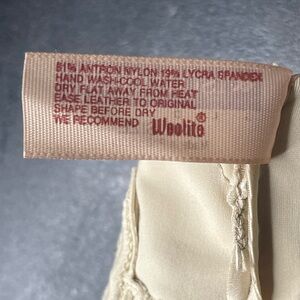 81% ANTRON NYLON 19% LYCRA SPANDEX
HAND WASH-COOL WATER
DRY FLAT AWAY FROM HEAT
EASE LEATHER TO ORIGINAL
SHAPE BEFORE DRY
WE RECOMMEND Woolite®